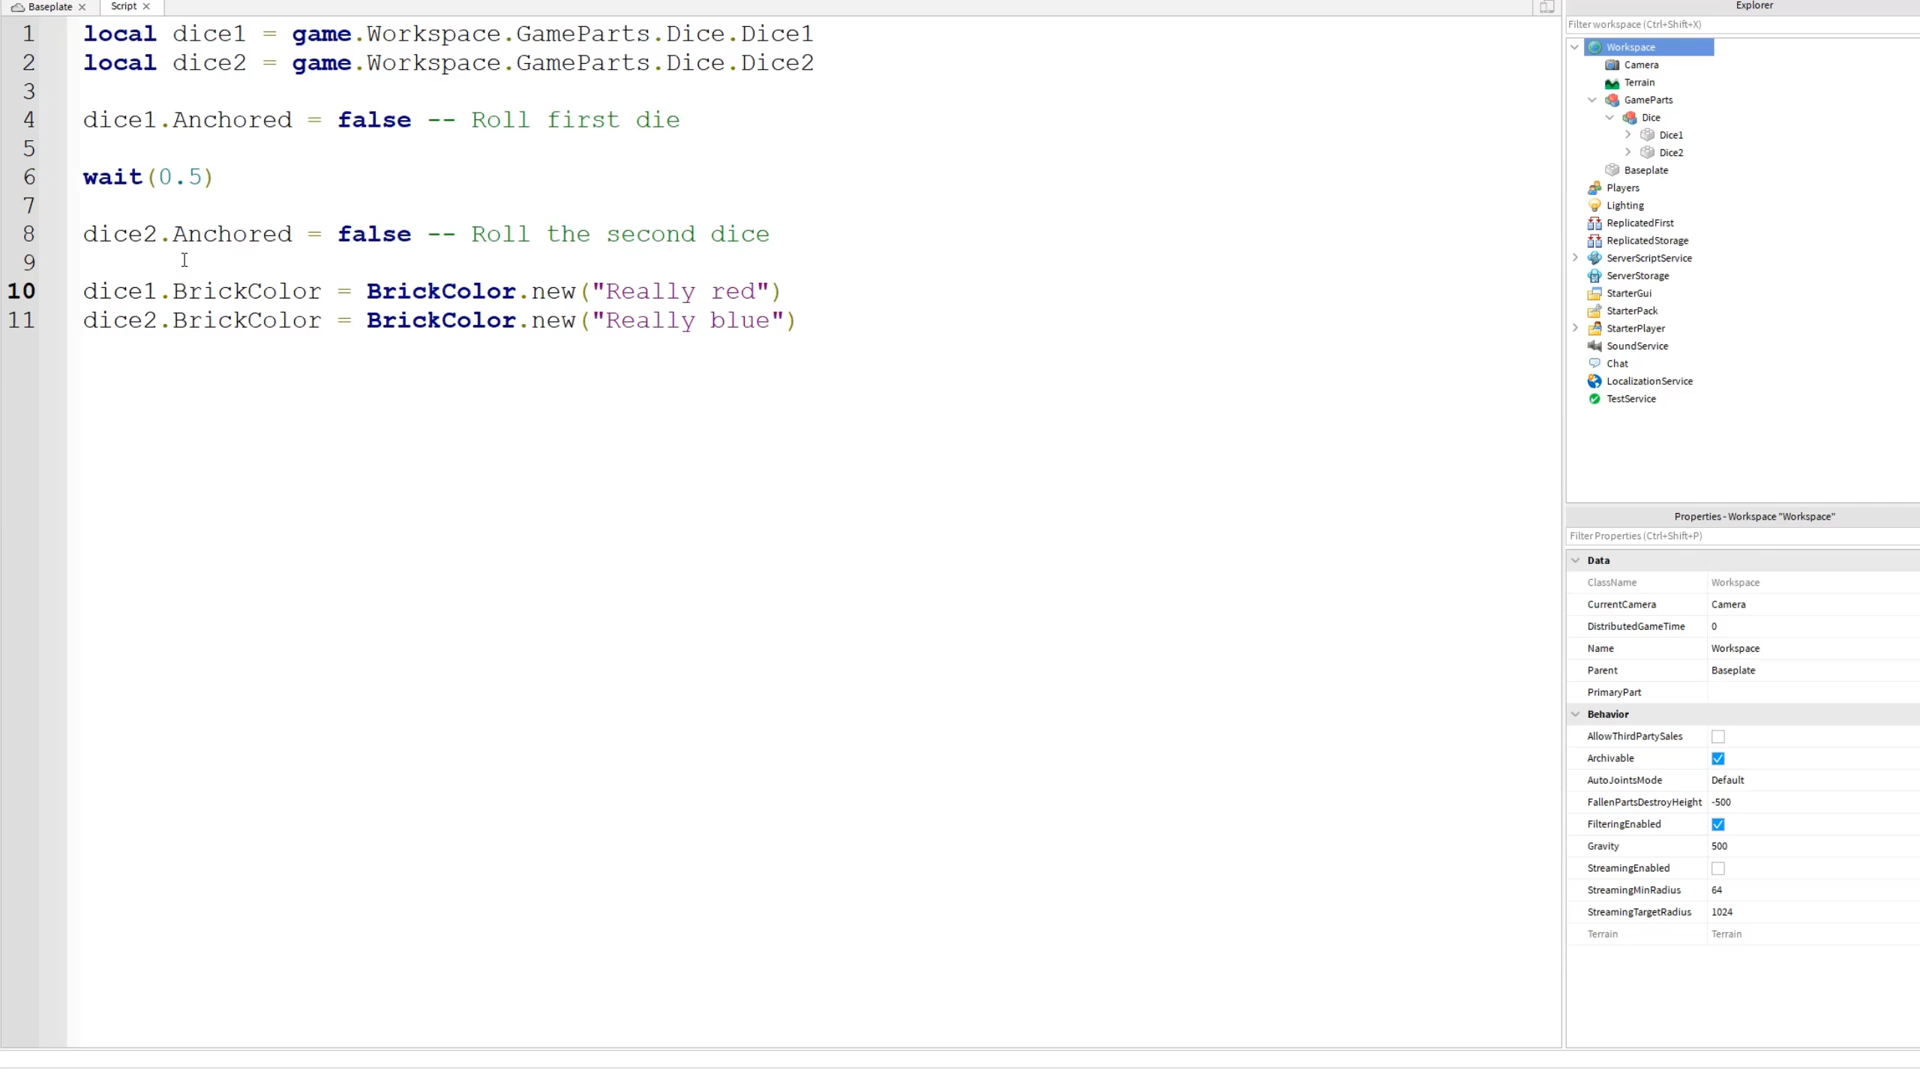 Baseplate
Script
1 local dice1 = game.Workspace.GameParts.Dice.Dice1
2 local dice2 = game.Workspace.GameParts.Dice.Dice2
3
4 dice1.Anchored = false -- Roll first die
5
6 wait(0.5)
7
8 dice2.Anchored = false -- Roll the second dice
9
10 dice1.BrickColor = BrickColor.new("Really red")
11 dice2.BrickColor = BrickColor.new("Really blue")
Explorer
Filter workspace (Ctrl+Shift+X)
Workspace
Camera
Terrain
GameParts
Dice
Dice1
Dice2
Baseplate
Players
Lighting
ReplicatedFirst
ReplicatedStorage
ServerScriptService
ServerStorage
StarterGui
StarterPack
StarterPlayer
SoundService
Chat
LocalizationService
TestService
Properties - Workspace "Workspace"
Filter Properties (Ctrl+Shift+P)
Data
ClassName Workspace
CurrentCamera Camera
DistributedGameTime 0
Name Workspace
Parent Baseplate
PrimaryPart
Behavior
AllowThirdPartySales
Archivable
AutoJointsMode Default
FallenPartsDestroyHeight -500
FilteringEnabled
Gravity 500
StreamingEnabled
StreamingMinRadius 64
StreamingTargetRadius 1024
Terrain Terrain